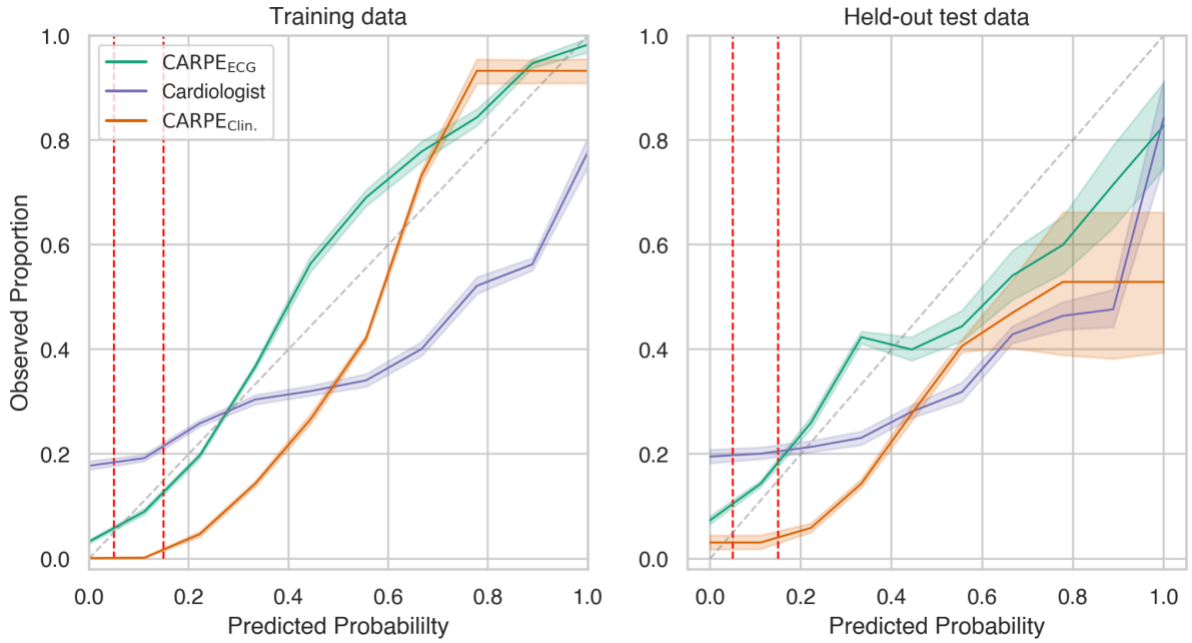 Training data
Held-out test data
CARPE_ECG
Cardiologist
CARPE_Clin.
Observed Proportion
1.0
0.8
0.6
0.4
0.2
0.0
0.0 0.2 0.4 0.6 0.8 1.0
Predicted Probabililty
1.0
0.8
0.6
0.4
0.2
0.0
0.0 0.2 0.4 0.6 0.8 1.0
Predicted Probability